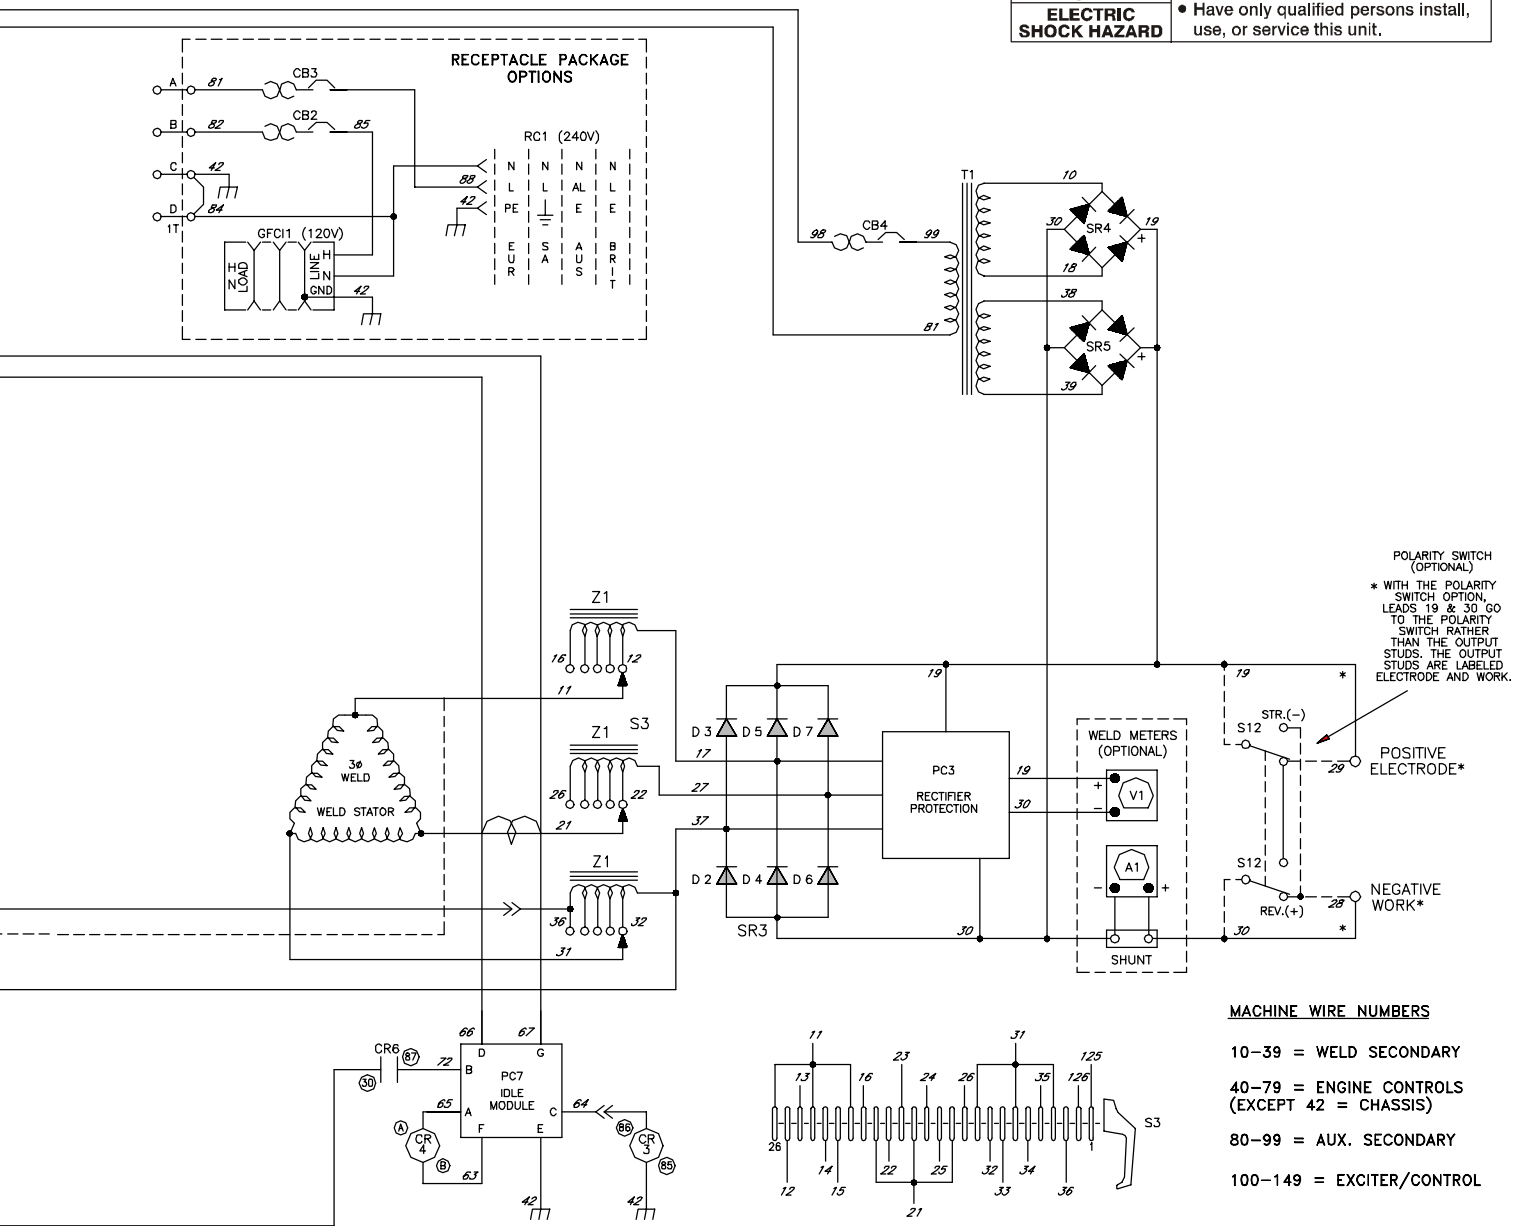 ELECTRIC
SHOCK HAZARD
● Have only qualified persons install,
use, or service this unit.
RECEPTACLE PACKAGE
OPTIONS
A 81 CB3
B 82 CB2 85
C 42
D 84
1T
GFCI1 (120V)
H
N
LOAD
LINE
H
N
GND 42
RC1 (240V)
88
42
N N N N
L L AL L
PE E E
EUR SA AUS BRIT
98 CB4 99
81
T1
10
30 SR4 19
+
18
38
SR5
+
39
POLARITY SWITCH
(OPTIONAL)
* WITH THE POLARITY
SWITCH OPTION,
LEADS 19 & 30 GO
TO THE POLARITY
SWITCH RATHER
THAN THE OUTPUT
STUDS. THE OUTPUT
STUDS ARE LABELED
ELECTRODE AND WORK.
Z1
16 12
11
S3
Z1
26 22
21
Z1
36 32
31
3ø
WELD
WELD STATOR
17
27
37
D3 D5 D7
D2 D4 D6
SR3
19
PC3
RECTIFIER
PROTECTION
30
19
30
WELD METERS
(OPTIONAL)
+
V1
-
A1
- +
SHUNT
19 *
S12 STR.(-)
29
POSITIVE
ELECTRODE*
S12
REV.(+)
28
NEGATIVE
WORK*
30 *
66 67
D G
CR6 87
30
72 B
PC7
IDLE
MODULE
65 A
C 64
F E
A
CR
4
B
63
86
CR
3
85
42
42
11 31
23 125
13 16 24 26 35 126
S3
26 1
14 22 25 32 34
12 15 33 36
21
MACHINE WIRE NUMBERS
10-39 = WELD SECONDARY
40-79 = ENGINE CONTROLS
(EXCEPT 42 = CHASSIS)
80-99 = AUX. SECONDARY
100-149 = EXCITER/CONTROL